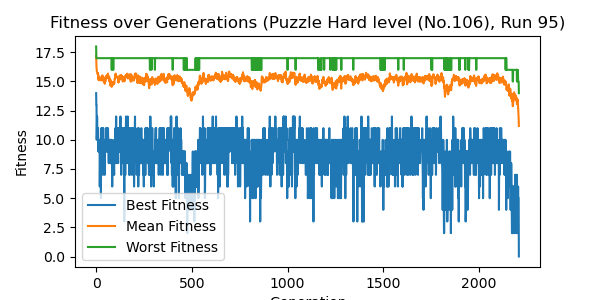 Fitness over Generations (Puzzle Hard level (No.106), Run 95)
Fitness
17.5
15.0
12.5
10.0
7.5
5.0
2.5
0.0
Best Fitness
Mean Fitness
Worst Fitness
0
500
1000
1500
2000
Generation